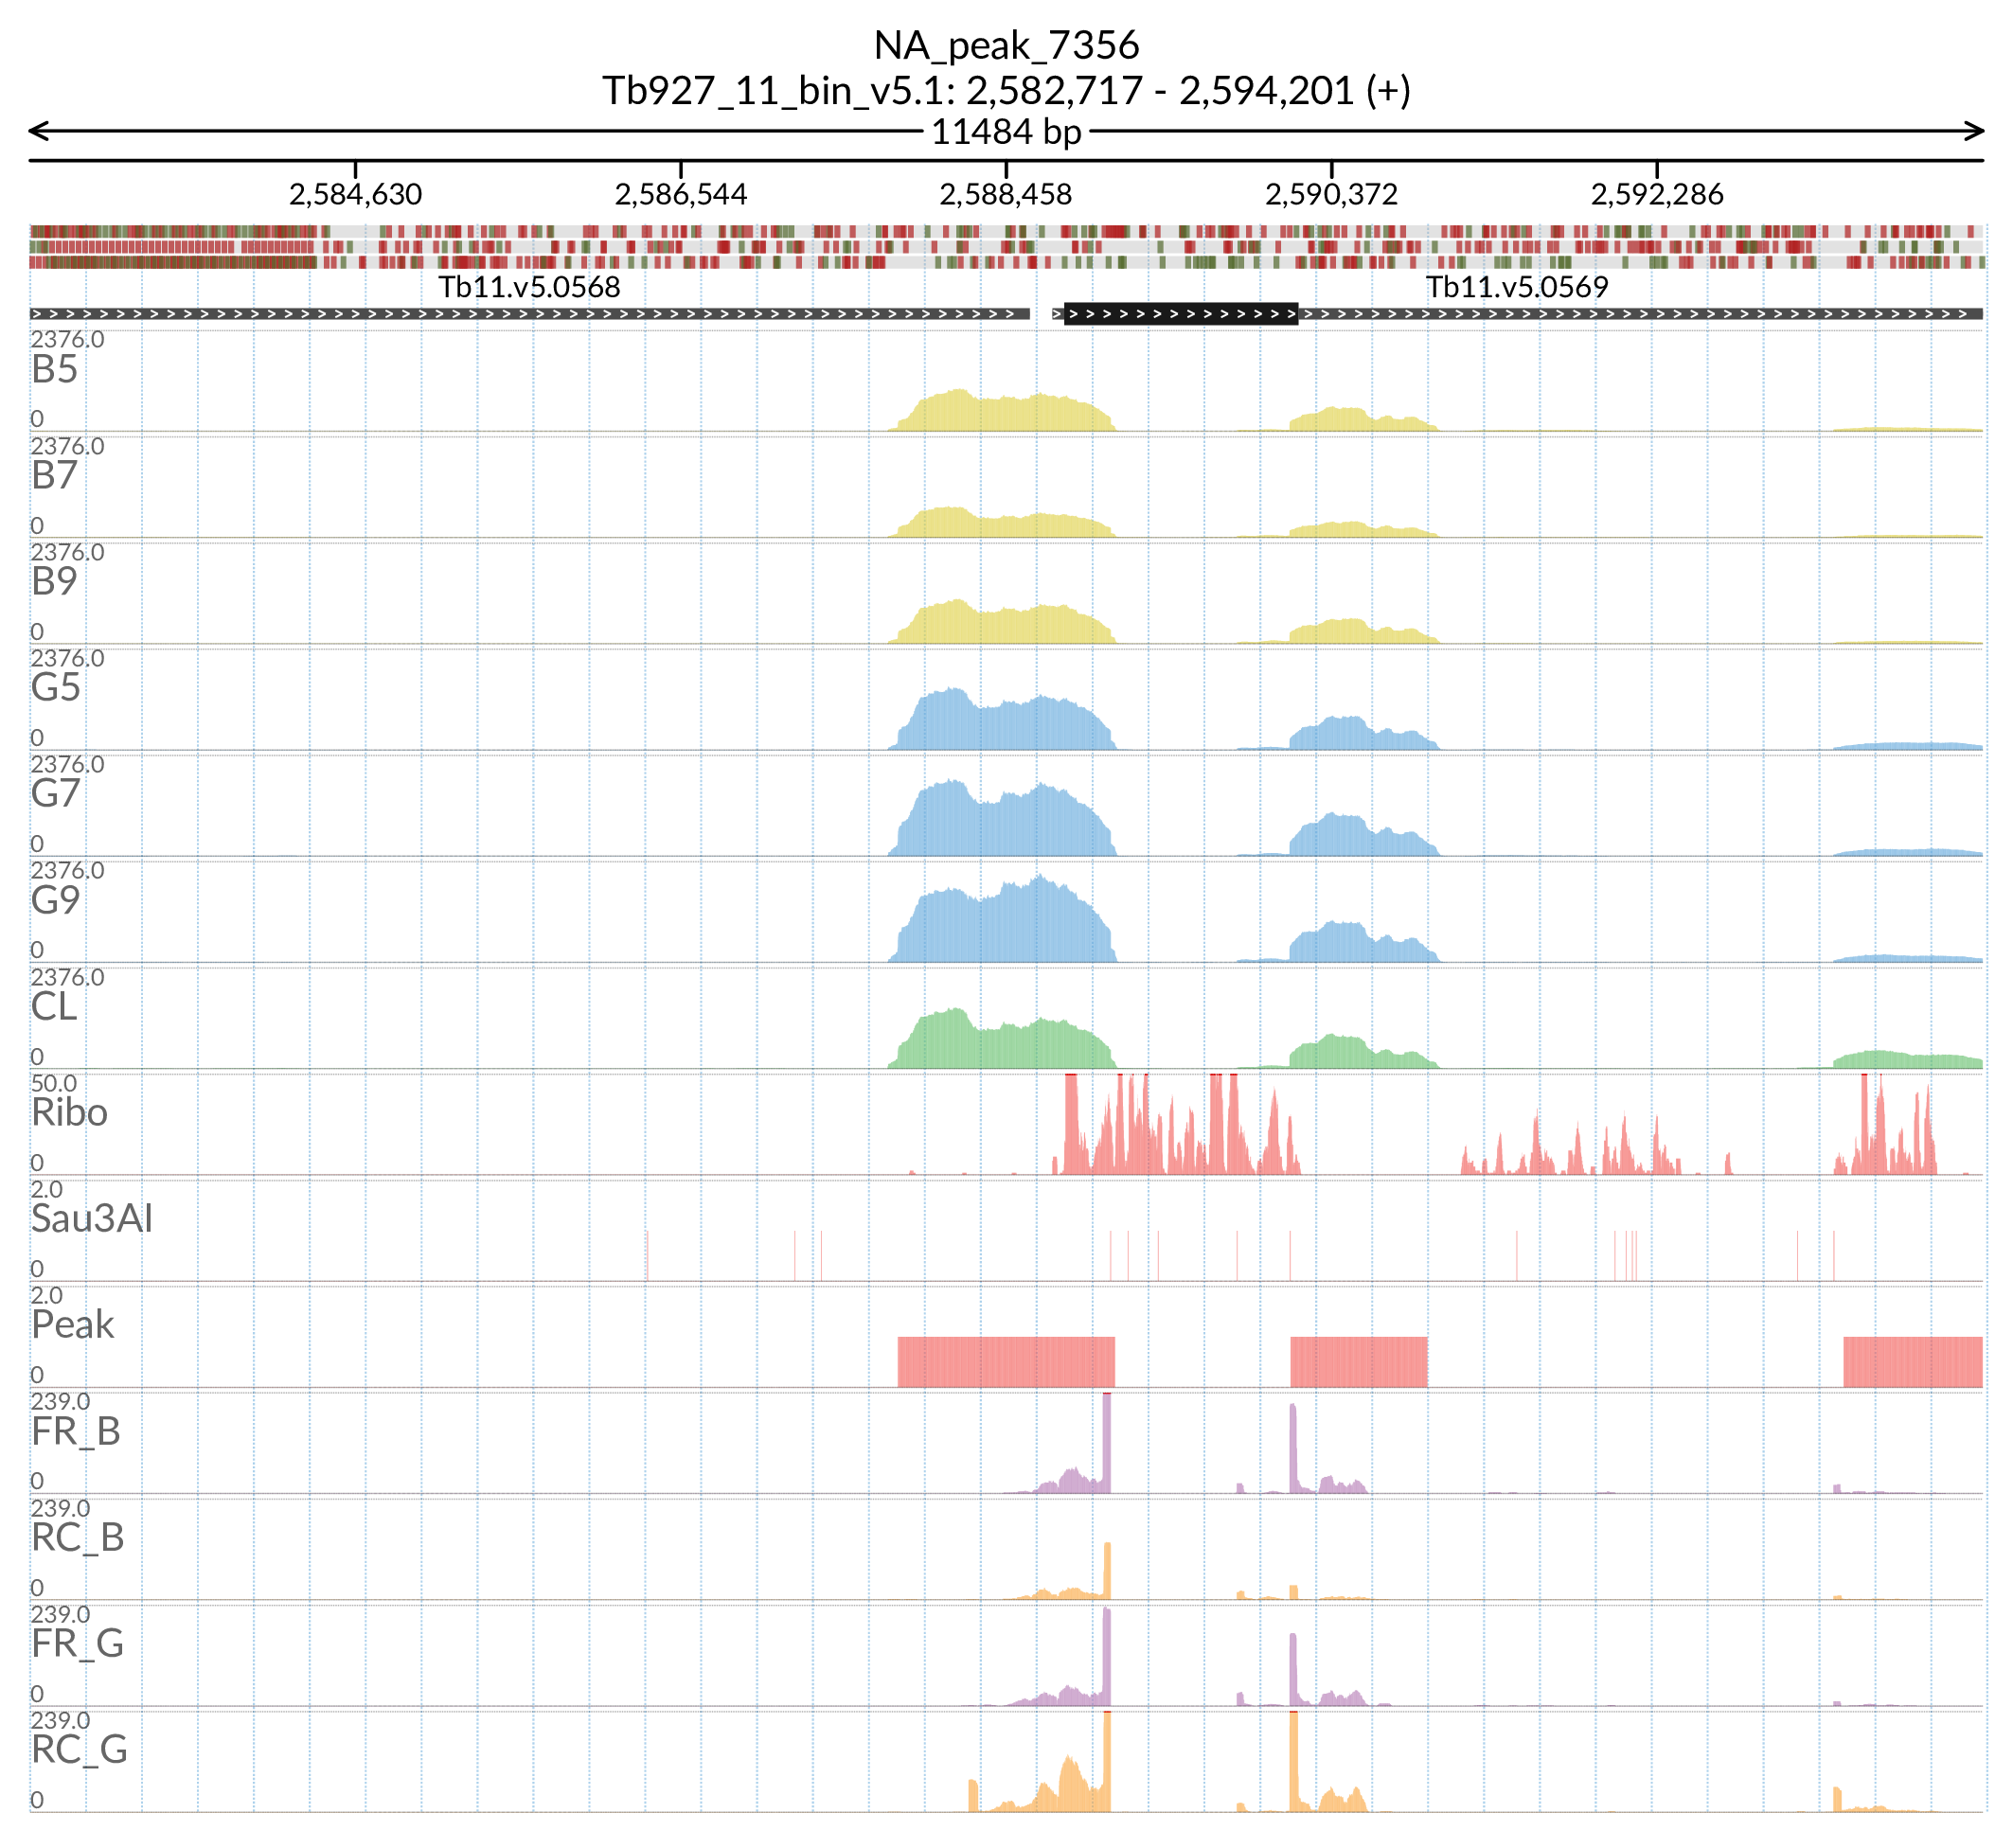 NA_peak_7356
Tb927_11_bin_v5.1: 2,582,717 - 2,594,201 (+)
11484 bp
2,584,630 2,586,544 2,588,458 2,590,372 2,592,286
Tb11.v5.0568 Tb11.v5.0569
2376.0
B5
0
2376.0
B7
0
2376.0
B9
0
2376.0
G5
0
2376.0
G7
0
2376.0
G9
0
2376.0
CL
0
50.0
Ribo
0
2.0
Sau3AI
0
2.0
Peak
0
239.0
FR_B
0
239.0
RC_B
0
239.0
FR_G
0
239.0
RC_G
0